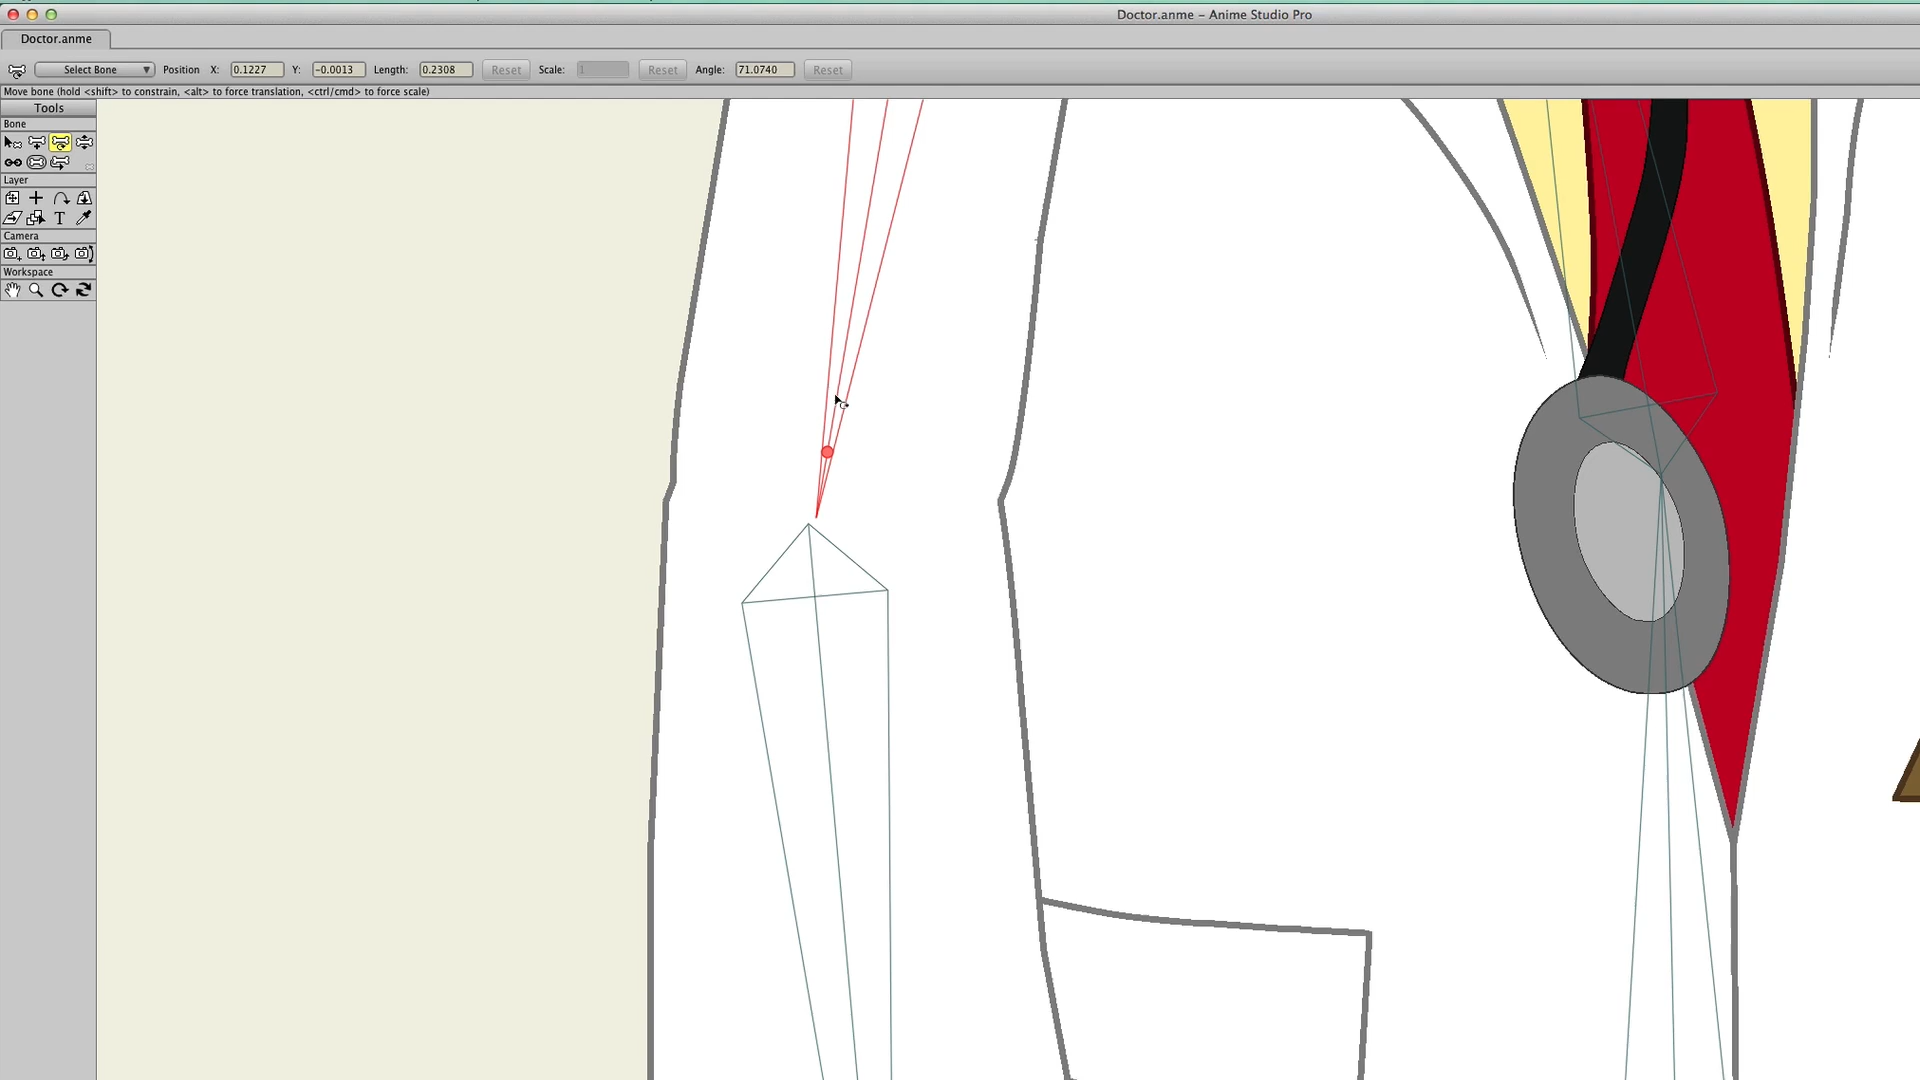 Doctor.anme – Anime Studio Pro
Doctor.anme
Select Bone Position X: 0.1227 Y: -0.0013 Length: 0.2308 Reset Scale: 1 Reset Angle: 71.0740 Reset
Move bone (hold <shift> to constrain, <alt> to force translation, <ctrl/cmd> to force scale)
Tools
Bone
Layer
T
Camera
Workspace